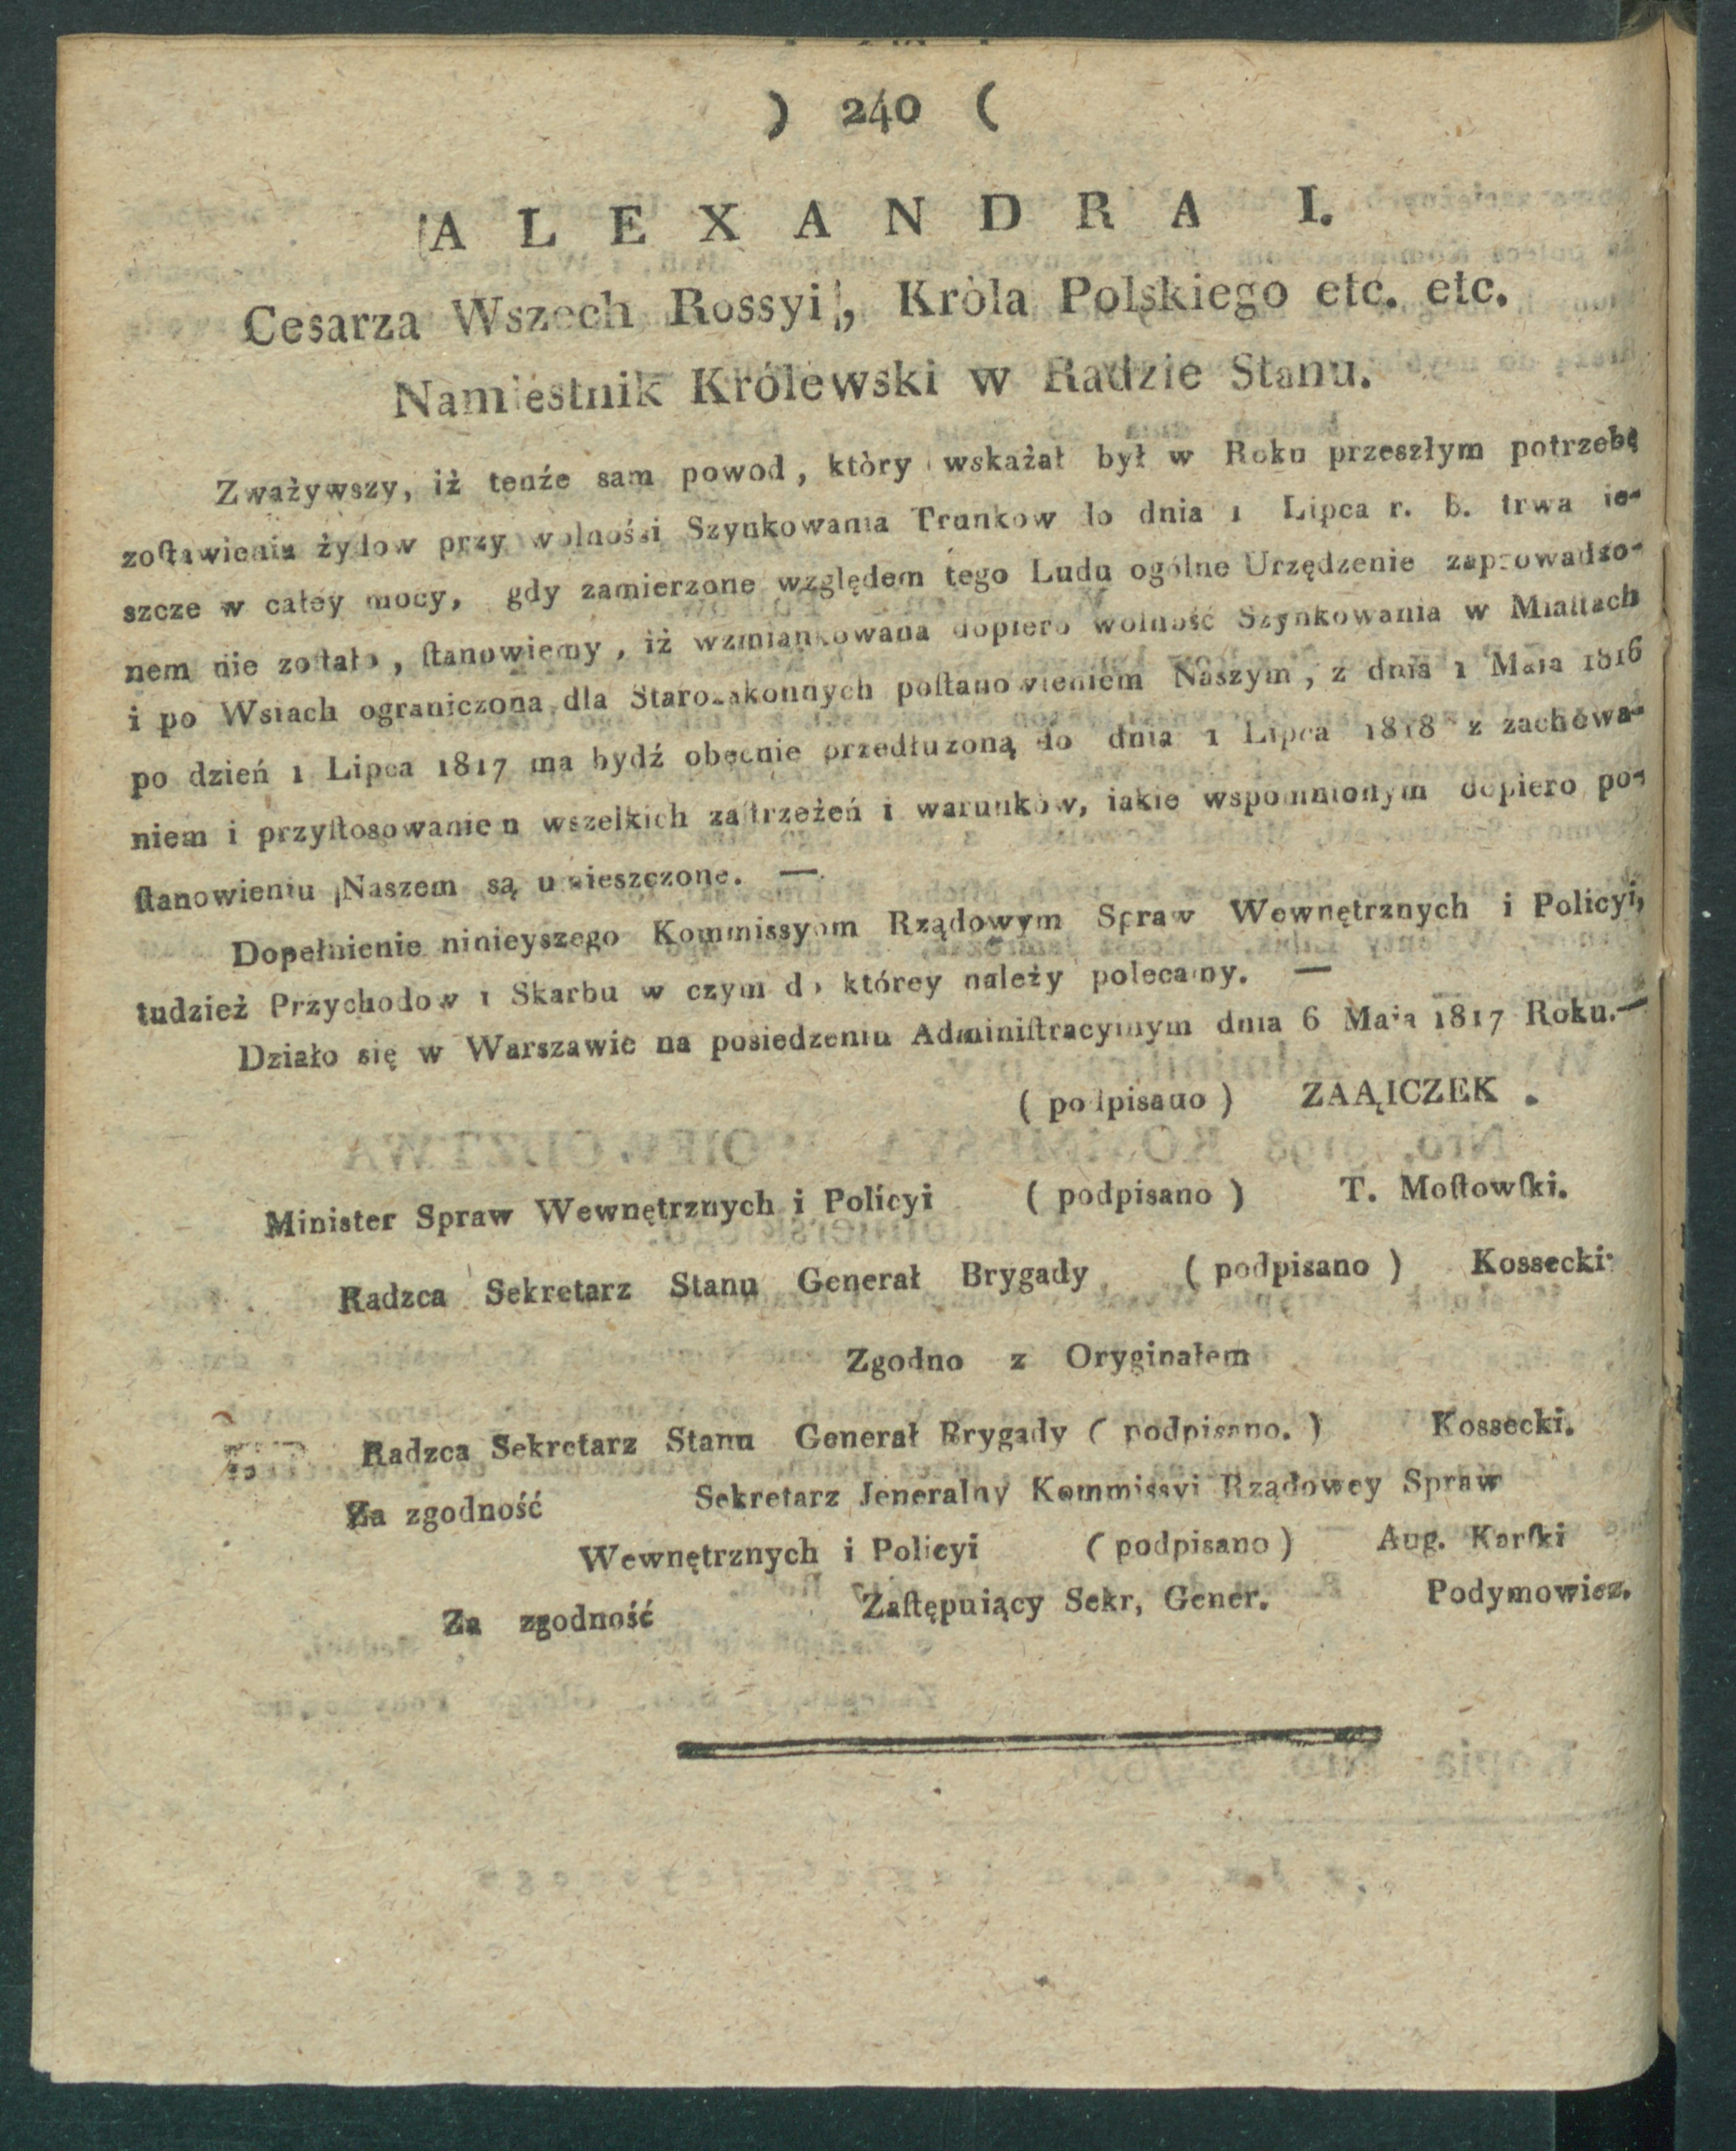 ) 240 (
ALEXANDRA I.
Cesarza Wszech Rossyi, Króla Polskiego etc. etc.
Namiestnik Królewski w Radzie Stanu.
Zważywszy, iż tenże sam powod, który wskażał był w Roku przeszłym potrzebę
zoſtawienia żydow przy wolnośsi Szynkowania Trunkow do dnia 1 Lipca r. b. trwa ie-
szcze w całey mocy, gdy zamierzone względem tego Ludu ogólne Urzędzenie zaprowadzo-
nem nie zoſtało, ſtanowiemy, iż wzmiankowana dopiero wolność Szynkowania w Miaſtach
i po Wsiach ograniczona dla Starozakonnych poſtanowieniem Naszym, z dnia 1 Maia 1816
po dzień 1 Lipca 1817 ma bydź obęcnie przedłuzoną do dnia 1 Lipca 1818 z zachowa-
niem i przyſtosowaniem wszelkich zaſtrzeżeń i warunków, iakie wspomnionym dopiero po-
ſtanowieniu Naszem są umieszczone. —
Dopełnienie ninieyszego Kommissyom Rządowym Spraw Wewnętrznych i Policyi,
tudzież Przychodow i Skarbu w czym do którey należy polecamy. —
Działo się w Warszawie na posiedzeniu Adminiſtracyinym dnia 6 Maia 1817 Roku.—
( podpisano ) ZAĄICZEK .
Minister Spraw Wewnętrznych i Policyi ( podpisano ) T. Moſtowſki.
Radzca Sekretarz Stanu Generał Brygady ( podpisano ) Kossecki
Zgodno z Oryginałem
Radzca Sekretarz Stanu Generał Brygady ( podpisano. ) Kossecki.
Za zgodność Sekretarz Jeneralny Kommissyi Rządowey Spraw
Wewnętrznych i Policyi ( podpisano ) Aug. Karſki
Za zgodność Zaſtępuiący Sekr, Gener. Podymowicz.